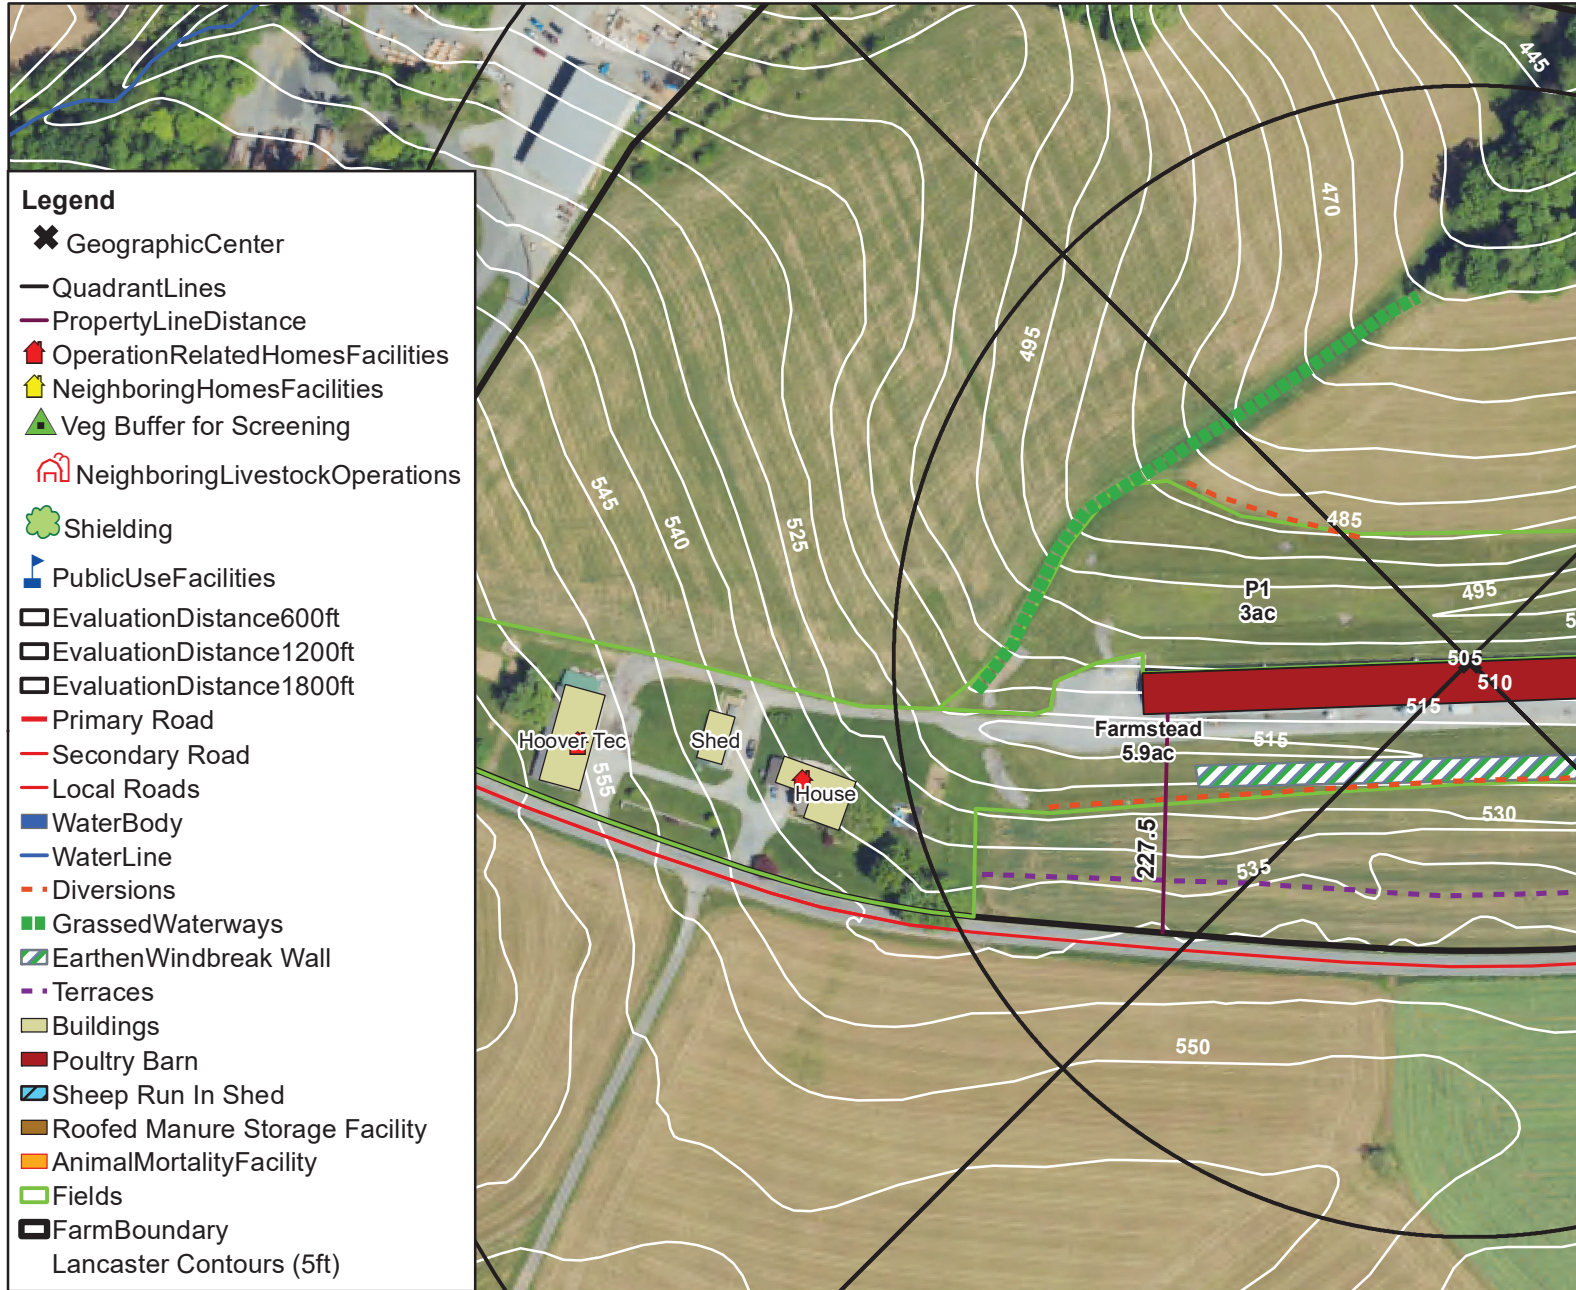 Legend
GeographicCenter
QuadrantLines
PropertyLineDistance
OperationRelatedHomesFacilities
NeighboringHomesFacilities
Veg Buffer for Screening
NeighboringLivestockOperations
Shielding
PublicUseFacilities
EvaluationDistance600ft
EvaluationDistance1200ft
EvaluationDistance1800ft
Primary Road
Secondary Road
Local Roads
WaterBody
WaterLine
Diversions
GrassedWaterways
EarthenWindbreak Wall
Terraces
Buildings
Poultry Barn
Sheep Run In Shed
Roofed Manure Storage Facility
AnimalMortalityFacility
Fields
FarmBoundary
Lancaster Contours (5ft)
445
470
495
545
540
525
485
P1
3ac
495
505
510
515
Farmstead
5.9ac
515
Hoover Tec
Shed
House
555
530
227.5
535
550